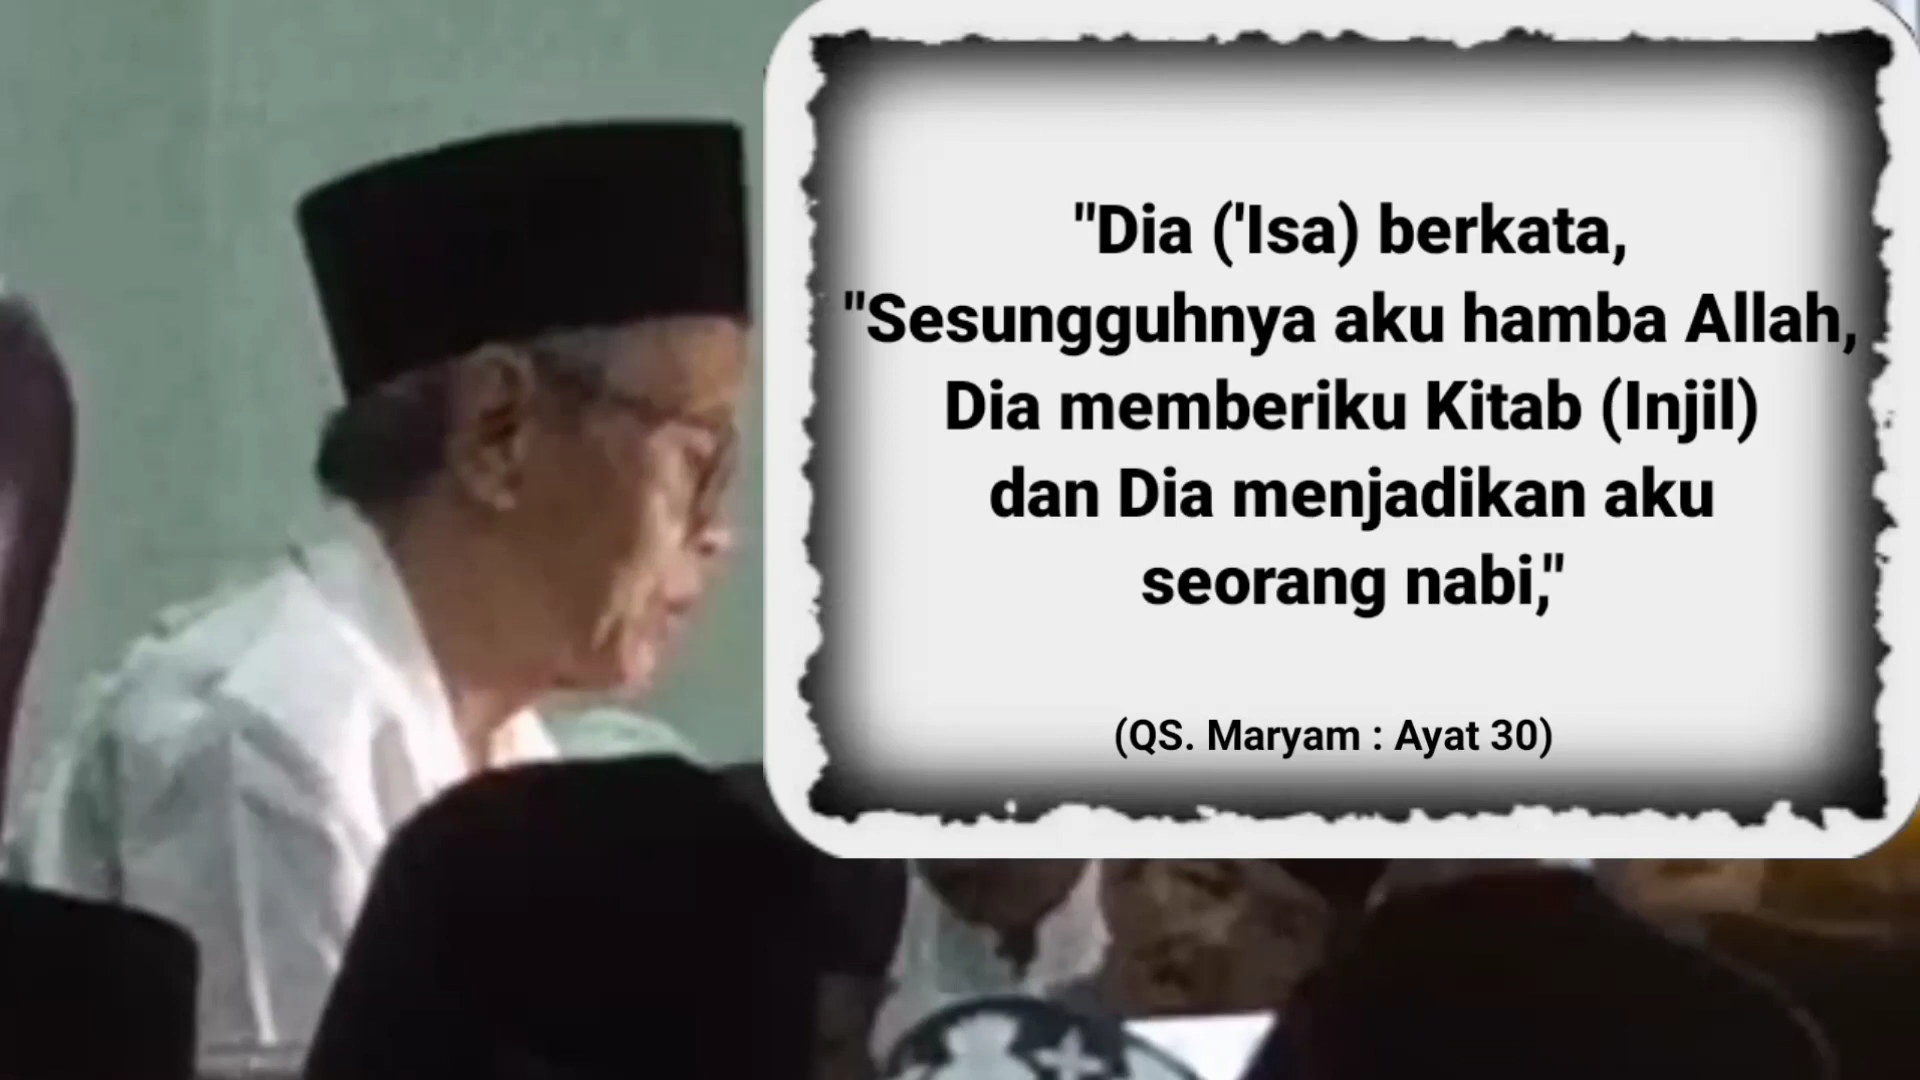 "Dia ('Isa) berkata,
"Sesungguhnya aku hamba Allah,
Dia memberiku Kitab (Injil)
dan Dia menjadikan aku
seorang nabi,"
(QS. Maryam : Ayat 30)